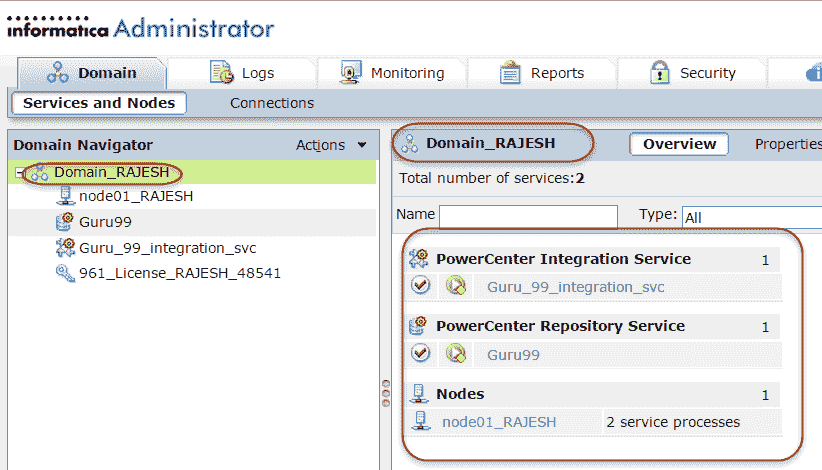 informatica Administrator
Domain Logs Monitoring Reports Security
Services and Nodes Connections
Domain Navigator Actions
Domain_RAJESH
node01_RAJESH
Guru99
Guru_99_integration_svc
961_License_RAJESH_48541
Domain_RAJESH Overview Properties
Total number of services:2
Name Type: All
PowerCenter Integration Service 1
Guru_99_integration_svc
PowerCenter Repository Service 1
Guru99
Nodes 1
node01_RAJESH 2 service processes